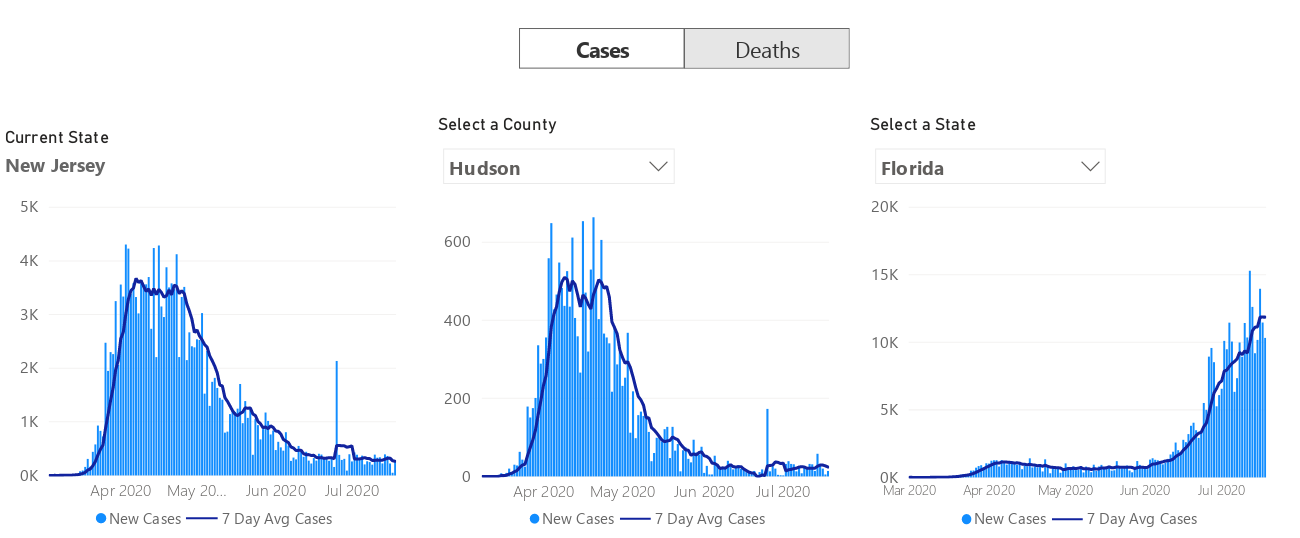 Cases Deaths
Current State
New Jersey
5K
4K
3K
2K
1K
0K
Apr 2020 May 20... Jun 2020 Jul 2020
New Cases 7 Day Avg Cases
Select a County
Hudson
600
400
200
0
Apr 2020 May 2020 Jun 2020 Jul 2020
New Cases 7 Day Avg Cases
Select a State
Florida
20K
15K
10K
5K
0K
Mar 2020 Apr 2020 May 2020 Jun 2020 Jul 2020
New Cases 7 Day Avg Cases